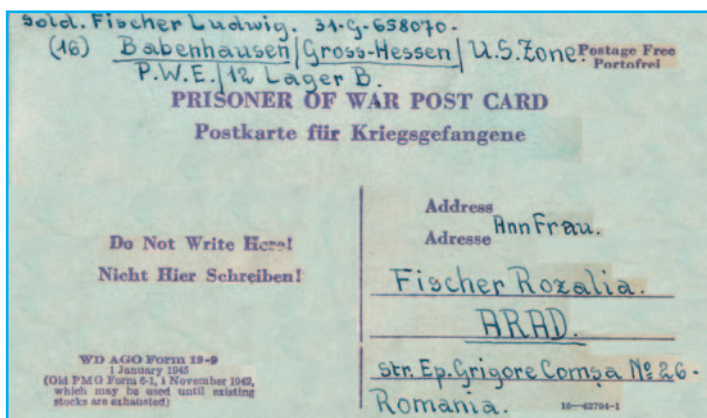 Sold. Fischer Ludwig. 31-G-658070.
(16) Babenhausen/Gross-Hessen/U.S.Zone.
Postage Free
Portofrei
P.W.E./12 Lager B.
PRISONER OF WAR POST CARD
Postkarte für Kriegsgefangene
Do Not Write Here!
Nicht Hier Schreiben!
WD AGO Form 19-9
1 January 1945
(Old PMG Form 6-1, 1 November 1942,
which may be used until existing
stocks are exhausted)
Address
Adresse
Ann Frau.
Fischer Rozalia.
ARAD.
str. Ep. Grigore Comșa № 26.
Romania.
16—42794-1